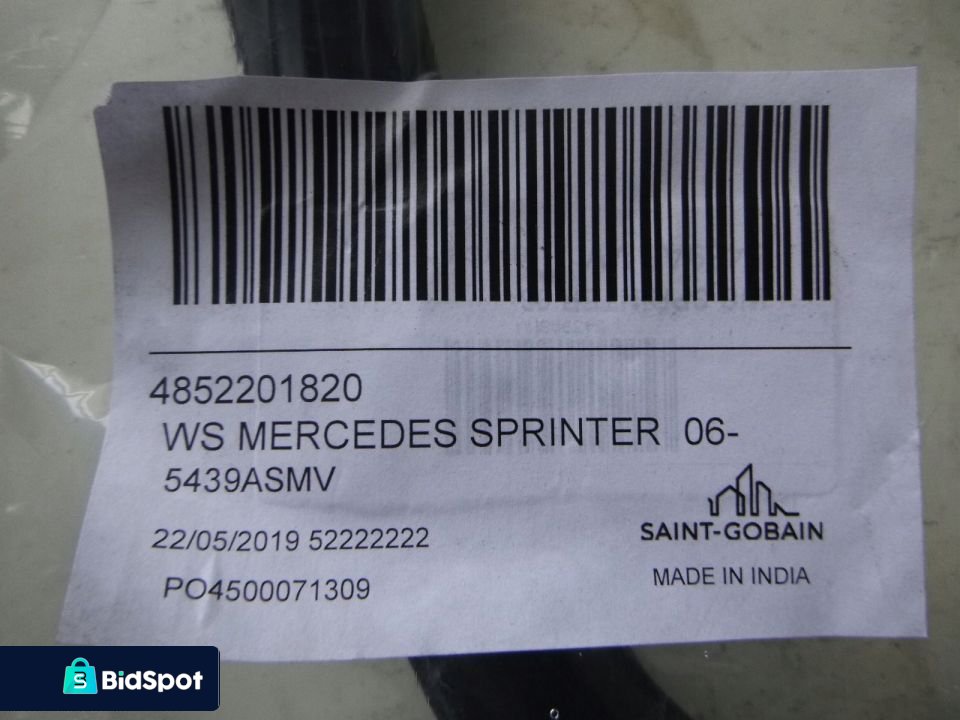 4852201820
WS MERCEDES SPRINTER 06-
5439ASMV
22/05/2019 52222222
PO4500071309
SAINT-GOBAIN
MADE IN INDIA
BidSpot